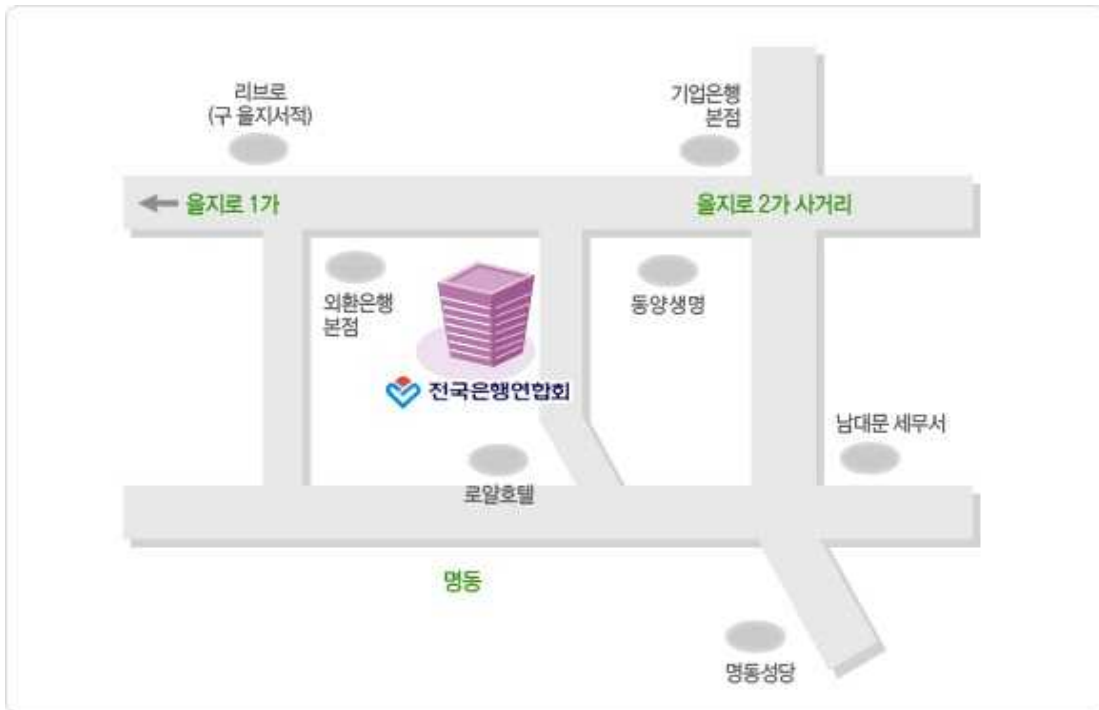 리브로
(구 을지서적)
기업은행
본점
을지로 1가
을지로 2가 사거리
외환은행
본점
동양생명
전국은행연합회
남대문 세무서
로얄호텔
명동
명동성당